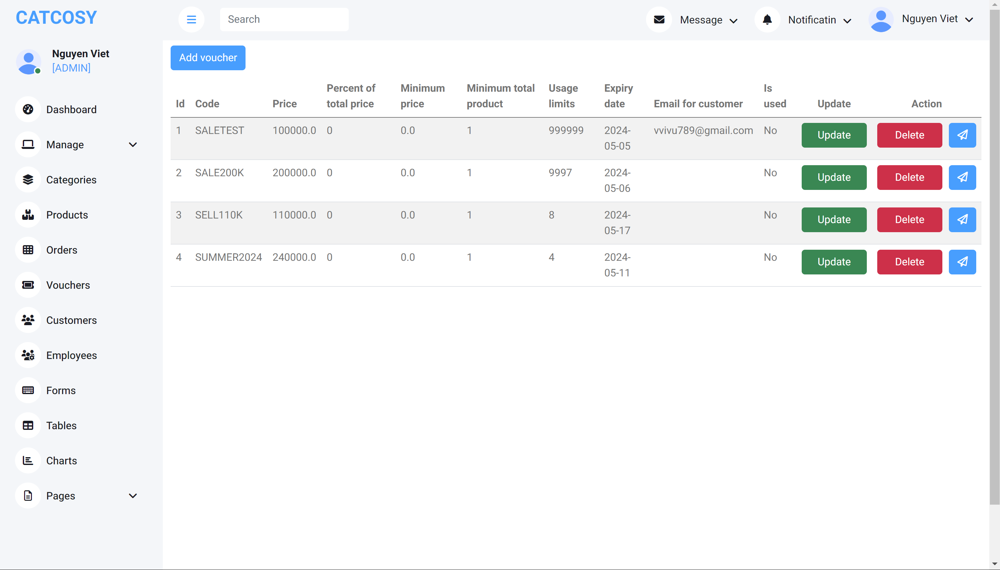 CATCOSY
Search
Message
Notificatin
Nguyen Viet
Nguyen Viet
[ADMIN]
Dashboard
Manage
Categories
Products
Orders
Vouchers
Customers
Employees
Forms
Tables
Charts
Pages
Add voucher
Id Code Price Percent of total price Minimum price Minimum total product Usage limits Expiry date Email for customer Is used Update Action
1 SALETEST 100000.0 0 0.0 1 999999 2024-05-05 vvivu789@gmail.com No Update Delete
2 SALE200K 200000.0 0 0.0 1 9997 2024-05-06 No Update Delete
3 SELL110K 110000.0 0 0.0 1 8 2024-05-17 No Update Delete
4 SUMMER2024 240000.0 0 0.0 1 4 2024-05-11 No Update Delete